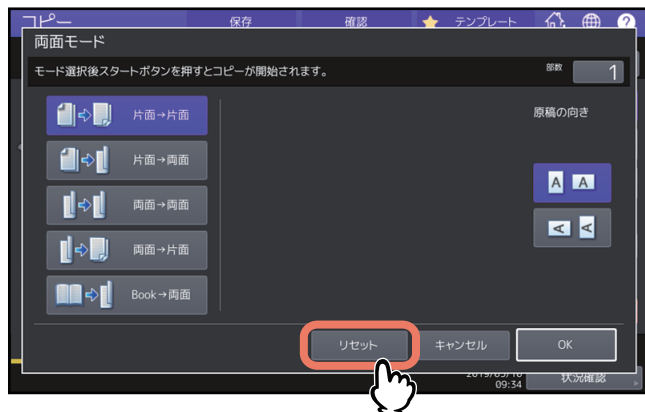 コピー 保存 確認 テンプレート
両面モード
モード選択後スタートボタンを押すとコピーが開始されます。 部数 1
片面→片面
片面→両面
両面→両面
両面→片面
Book→両面
原稿の向き
A A
A A
リセット キャンセル OK
09:34 状況確認